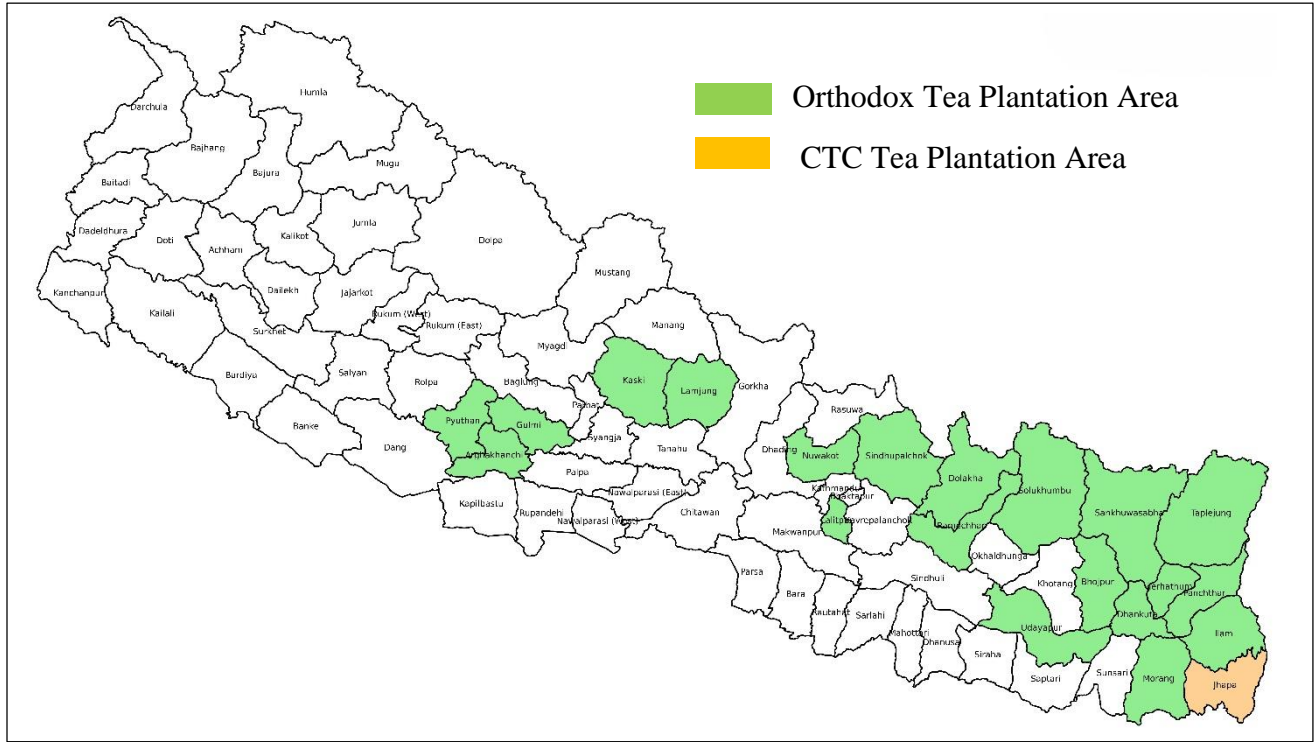 Orthodox Tea Plantation Area
CTC Tea Plantation Area
Humla
Darchula
Bajhang
Mugu
Bajura
Baitadi
Jumla
Dadeldhura
Doti
Kalikot
Achham
Dolpa
Mustang
Kanchanpur
Dailekh
Jajarkot
Kailali
Rukum (West)
Rukum (East)
Surkhet
Manang
Myagdi
Salyan
Burdiya
Rolpa
Baglung
Kaski
Lamjung
Gorkha
Parbat
Rasuwa
Pyuthan
Gulmi
Banke
Syangja
Dang
Tanahu
Dhading
Nuwakot
Sindhupalchok
Arghakhanchi
Palpa
Dolakha
Solukhumbu
Kathmandu
Bhaktapur
Sankhuwasabha
Taplejung
Kapilbastu
Rupandehi
Nawalparasi (East)
Nawalparasi (West)
Chitawan
Lalitpur
Kavrepalanchok
Ramechhap
Makwanpur
Okhaldhunga
Parsa
Sindhuli
Khotang
Bhojpur
Terhathum
Panchthar
Bara
Rautahat
Sarlahi
Dhankuta
Udayapur
Ilam
Mahottari
Dhanusa
Siraha
Saptari
Sunsari
Morang
Jhapa